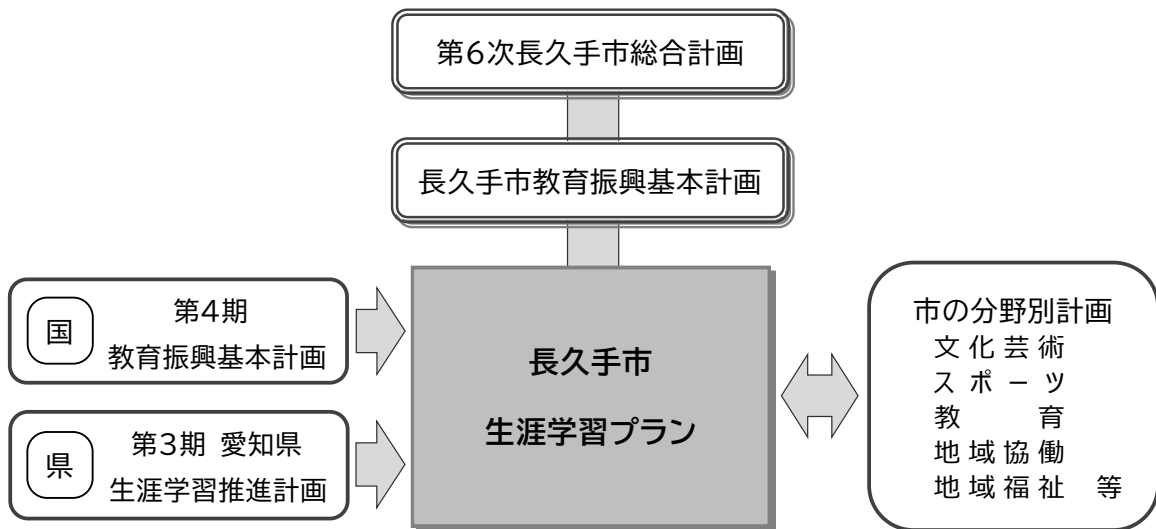 第6次長久手市総合計画
長久手市教育振興基本計画
国
第4期
教育振興基本計画
県
第3期 愛知県
生涯学習推進計画
長久手市
生涯学習プラン
市の分野別計画
文化芸術
スポーツ
教 育
地域協働
地域福祉 等